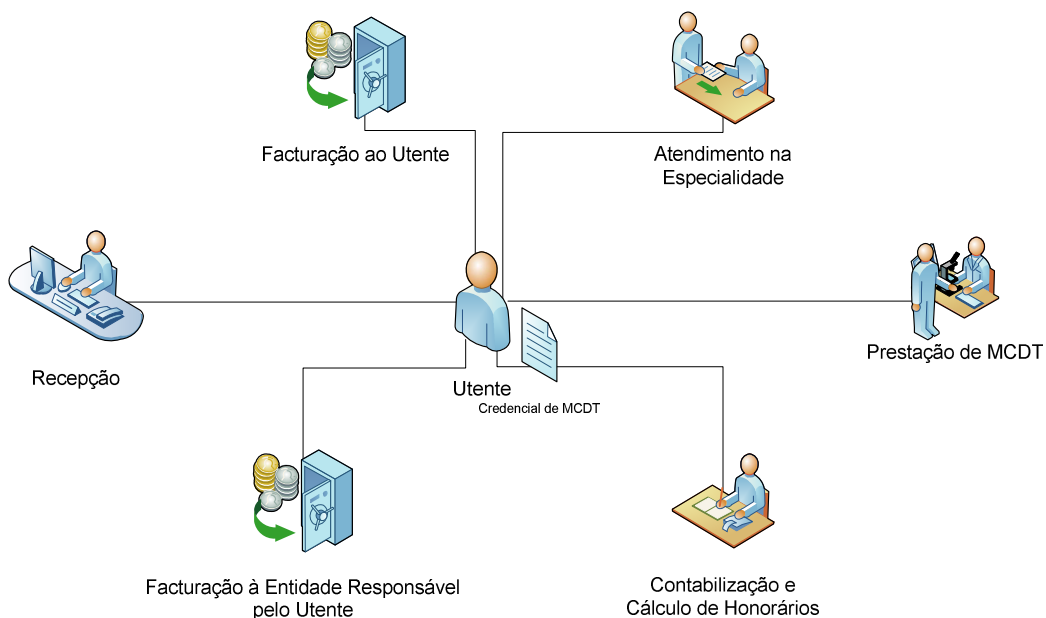 Facturação ao Utente
Atendimento na
Especialidade
Recepção
Prestação de MCDT
Utente
Credencial de MCDT
Facturação à Entidade Responsável
pelo Utente
Contabilização e
Cálculo de Honorários